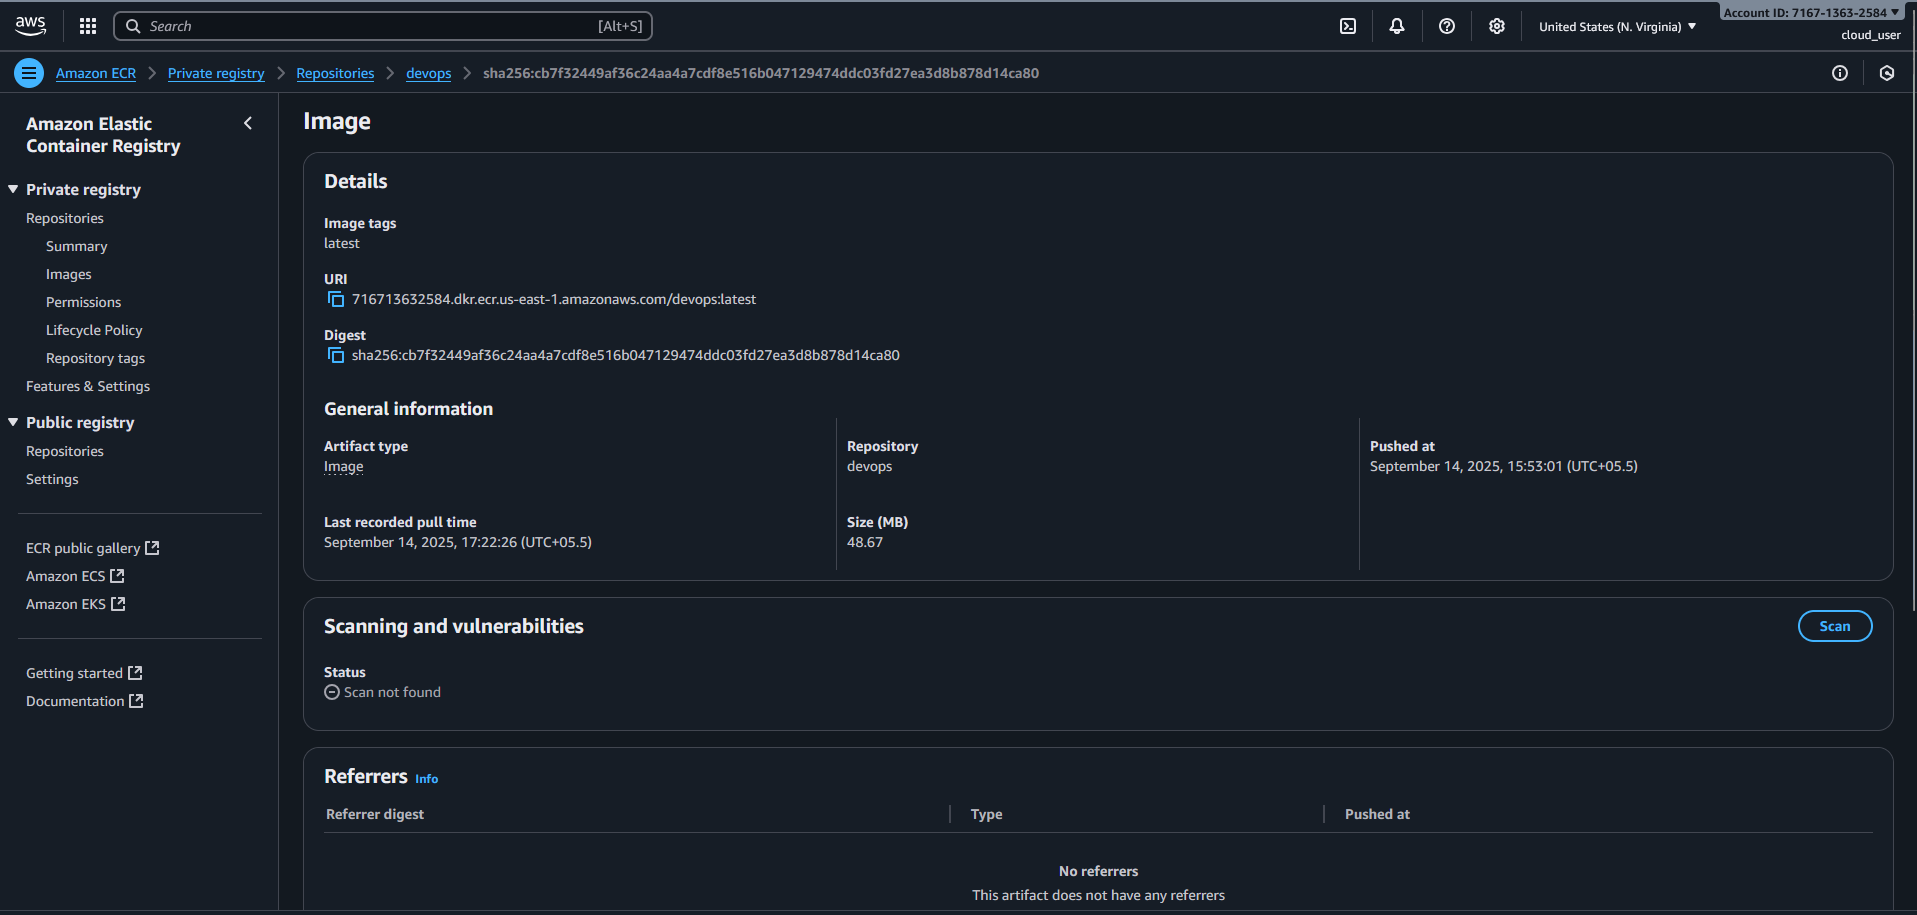 aws
Search
[Alt+S]
United States (N. Virginia)
Account ID: 7167-1363-2584
cloud_user
Amazon ECR
Private registry
Repositories
devops
sha256:cb7f32449af36c24aa4a7cdf8e516b047129474ddc03fd27ea3d8b878d14ca80
Amazon Elastic
Container Registry
Private registry
Repositories
Summary
Images
Permissions
Lifecycle Policy
Repository tags
Features & Settings
Public registry
Repositories
Settings
ECR public gallery
Amazon ECS
Amazon EKS
Getting started
Documentation
Image
Details
Image tags
latest
URI
716713632584.dkr.ecr.us-east-1.amazonaws.com/devops:latest
Digest
sha256:cb7f32449af36c24aa4a7cdf8e516b047129474ddc03fd27ea3d8b878d14ca80
General information
Artifact type
Image
Repository
devops
Pushed at
September 14, 2025, 15:53:01 (UTC+05.5)
Last recorded pull time
September 14, 2025, 17:22:26 (UTC+05.5)
Size (MB)
48.67
Scanning and vulnerabilities
Scan
Status
Scan not found
Referrers Info
Referrer digest
Type
Pushed at
No referrers
This artifact does not have any referrers